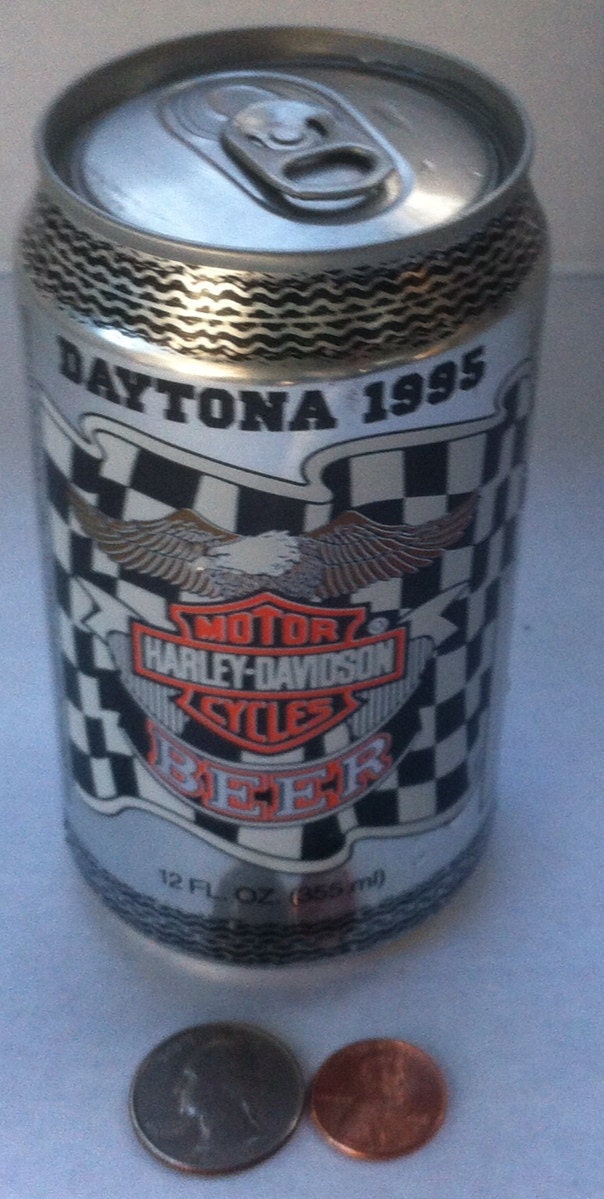 DAYTONA 1995
MOTOR
HARLEY-DAVIDSON
®
CYCLES
BEER
12 FL. OZ. (355 ml)